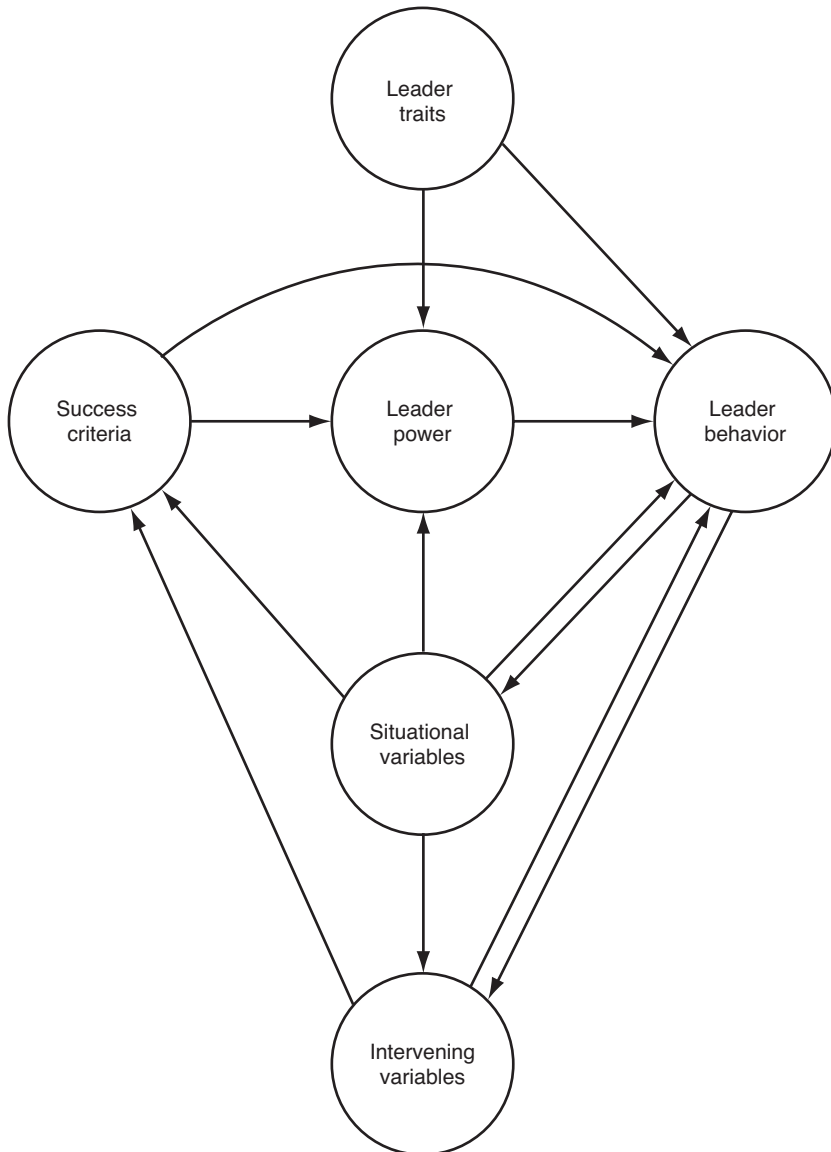 Leader
traits
Success
criteria
Leader
power
Leader
behavior
Situational
variables
Intervening
variables